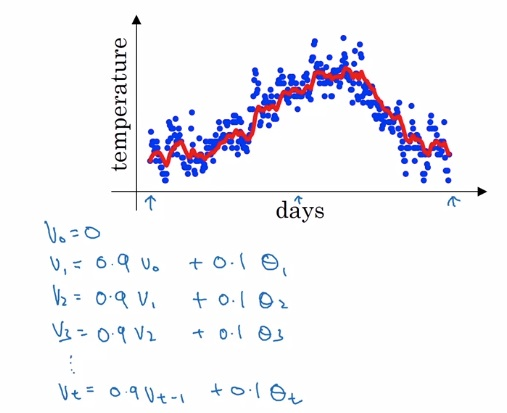 temperature
days
V₀ = 0
V₁ = 0.9 V₀ + 0.1 θ₁
V₂ = 0.9 V₁ + 0.1 θ₂
V₃ = 0.9 V₂ + 0.1 θ₃
⋮
Vₜ = 0.9 Vₜ₋₁ + 0.1 θₜ